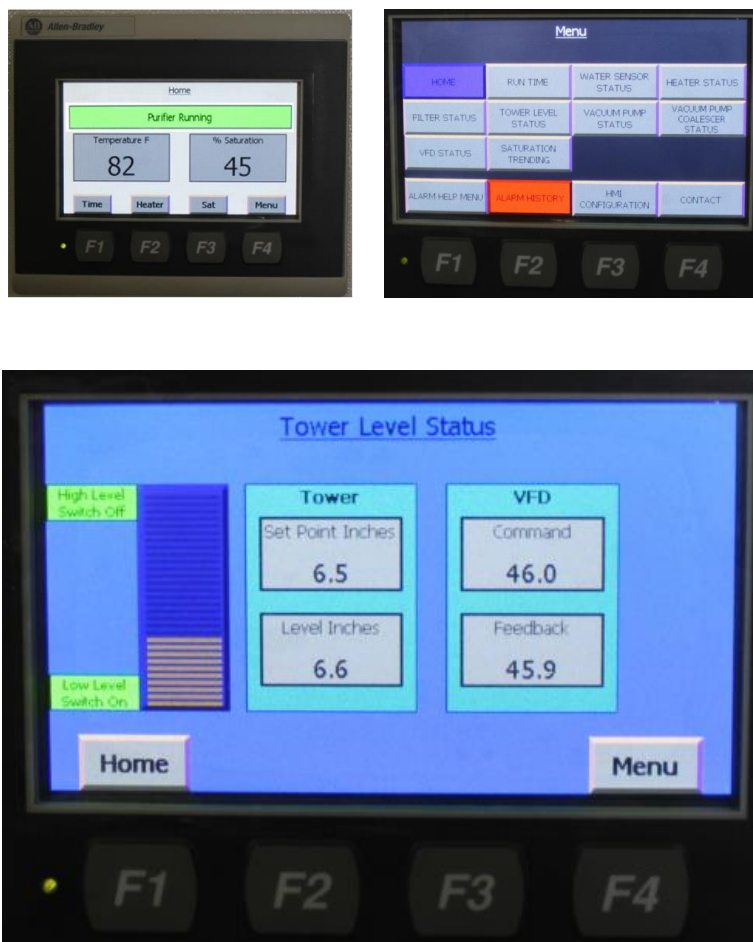 AB Allen-Bradley
Home
Purifier Running
Temperature F
% Saturation
82
45
Time
Heater
Sat
Menu
F1
F2
F3
F4
Menu
HOME
RUN TIME
WATER SENSOR
STATUS
HEATER STATUS
FILTER STATUS
TOWER LEVEL
STATUS
VACUUM PUMP
STATUS
VACUUM PUMP
COALESCER
STATUS
VFD STATUS
SATURATION
TRENDING
ALARM HELP MENU
ALARM HISTORY
HMI
CONFIGURATION
CONTACT
F1
F2
F3
F4
Tower Level Status
High Level
Switch Off
Low Level
Switch On
Tower
Set Point Inches
6.5
Level Inches
6.6
VFD
Command
46.0
Feedback
45.9
Home
Menu
F1
F2
F3
F4